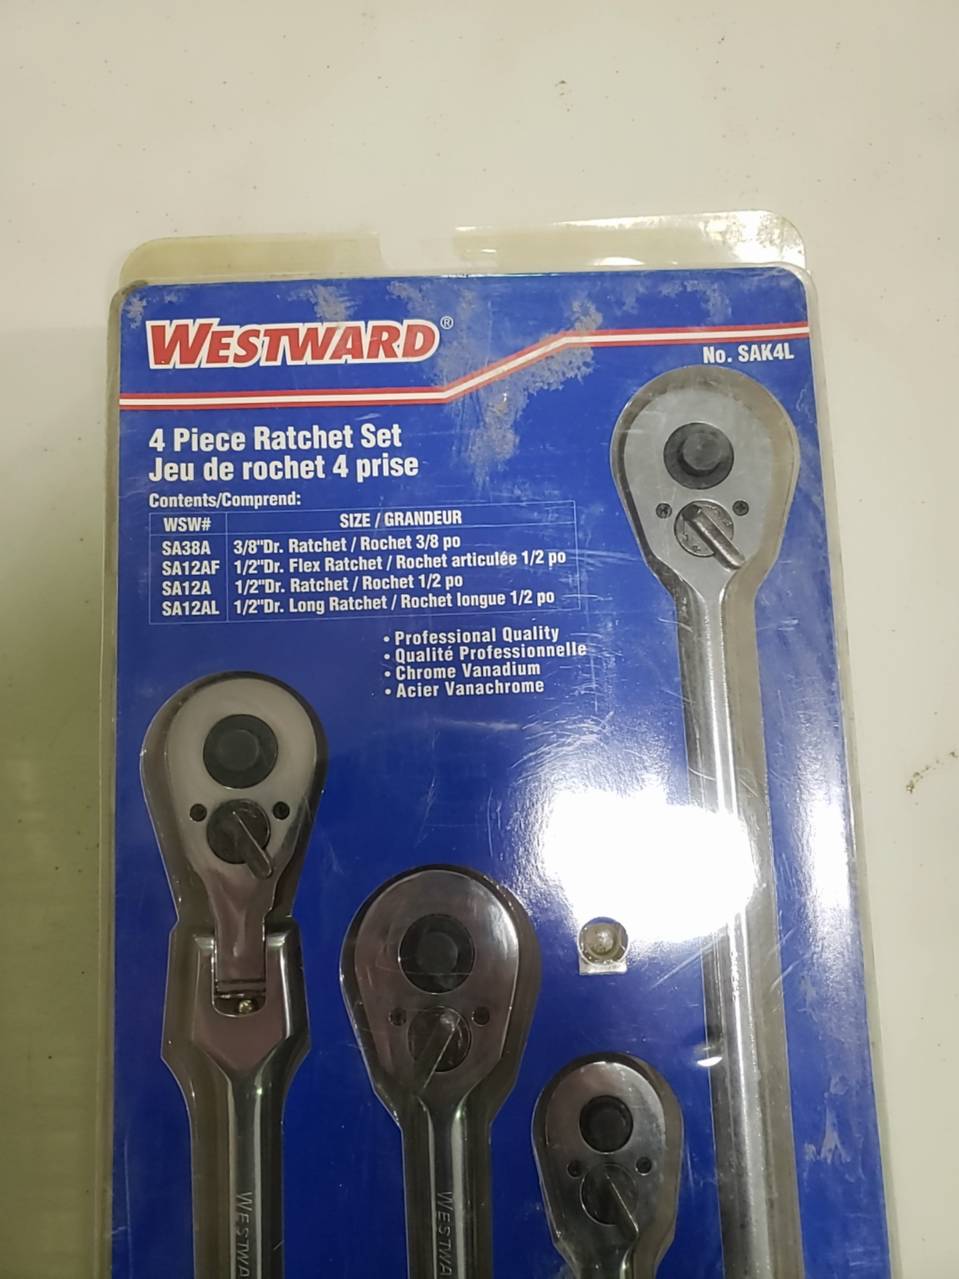 WESTWARD®
No. SAK4L
4 Piece Ratchet Set
Jeu de rochet 4 prise
Contents/Comprend:
WSW# SIZE / GRANDEUR
SA38A 3/8"Dr. Ratchet / Rochet 3/8 po
SA12AF 1/2"Dr. Flex Ratchet / Rochet articulée 1/2 po
SA12A 1/2"Dr. Ratchet / Rochet 1/2 po
SA12AL 1/2"Dr. Long Ratchet / Rochet longue 1/2 po
• Professional Quality
• Qualité Professionnelle
• Chrome Vanadium
• Acier Vanachrome
WESTWA
WESTWA